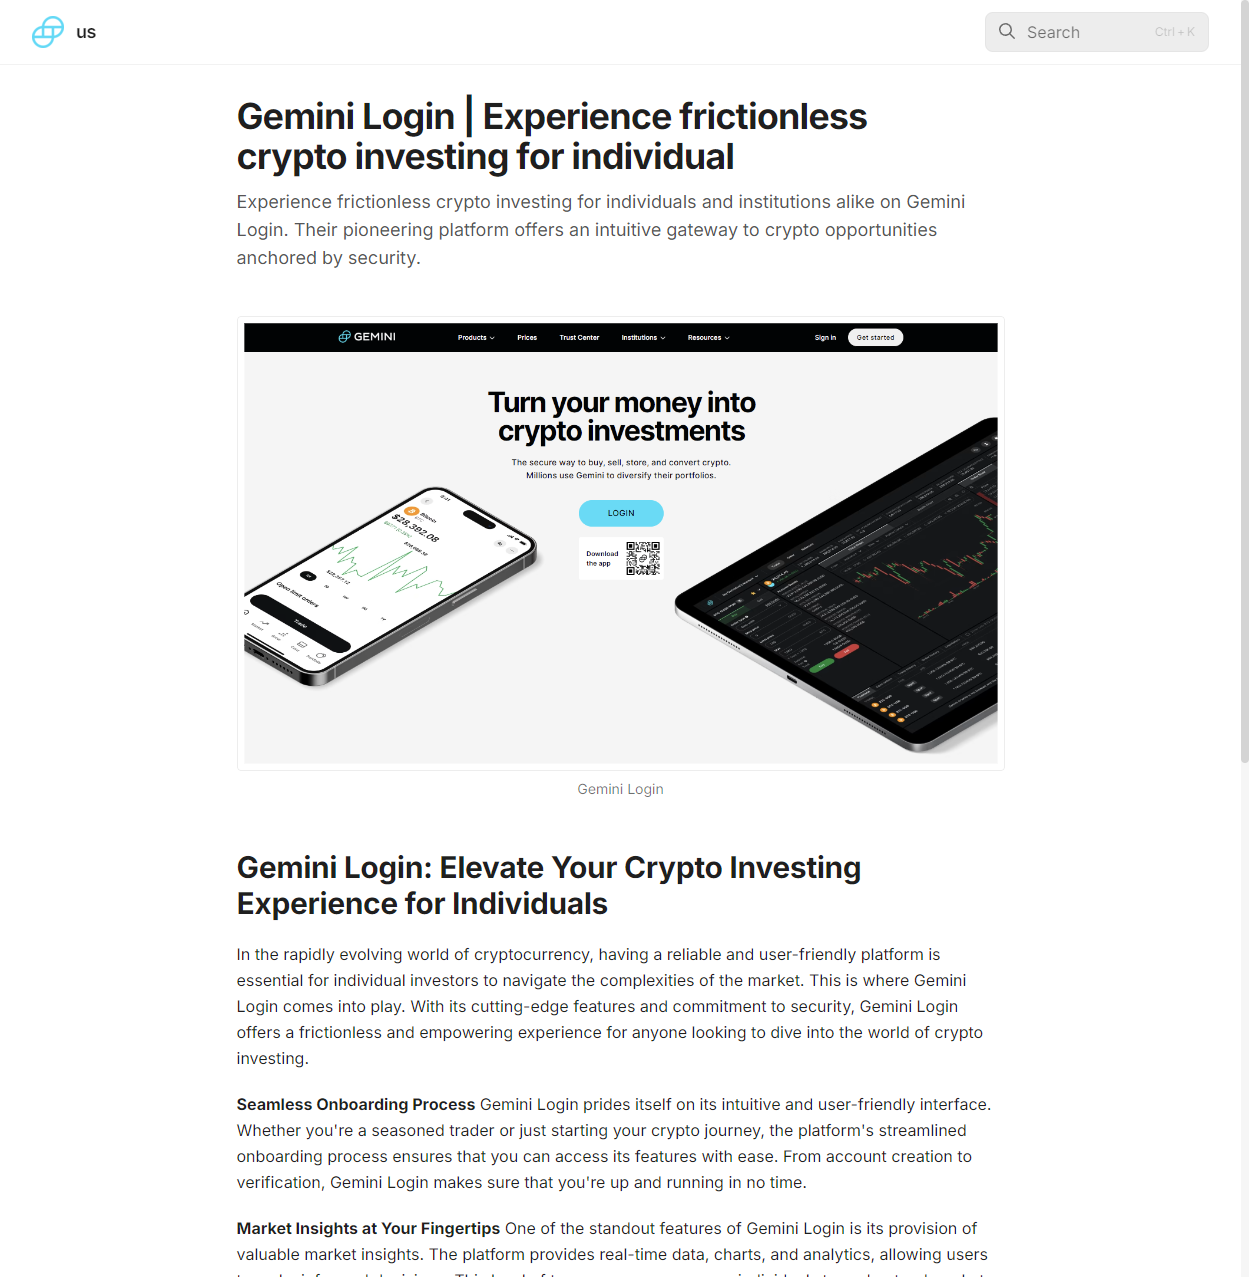 us
Search
Ctrl + K
Gemini Login | Experience frictionless
crypto investing for individual
Experience frictionless crypto investing for individuals and institutions alike on Gemini
Login. Their pioneering platform offers an intuitive gateway to crypto opportunities
anchored by security.
GEMINI
Products
Prices
Trust Center
Institutions
Resources
Sign in
Get started
Turn your money into
crypto investments
The secure way to buy, sell, store, and convert crypto.
Millions use Gemini to diversify their portfolios.
LOGIN
Download
the app
Bitcoin
$28,392.08
Open limit orders
Trade
Gemini Login
Gemini Login: Elevate Your Crypto Investing
Experience for Individuals
In the rapidly evolving world of cryptocurrency, having a reliable and user-friendly platform is
essential for individual investors to navigate the complexities of the market. This is where Gemini
Login comes into play. With its cutting-edge features and commitment to security, Gemini Login
offers a frictionless and empowering experience for anyone looking to dive into the world of crypto
investing.
Seamless Onboarding Process Gemini Login prides itself on its intuitive and user-friendly interface.
Whether you're a seasoned trader or just starting your crypto journey, the platform's streamlined
onboarding process ensures that you can access its features with ease. From account creation to
verification, Gemini Login makes sure that you're up and running in no time.
Market Insights at Your Fingertips One of the standout features of Gemini Login is its provision of
valuable market insights. The platform provides real-time data, charts, and analytics, allowing users